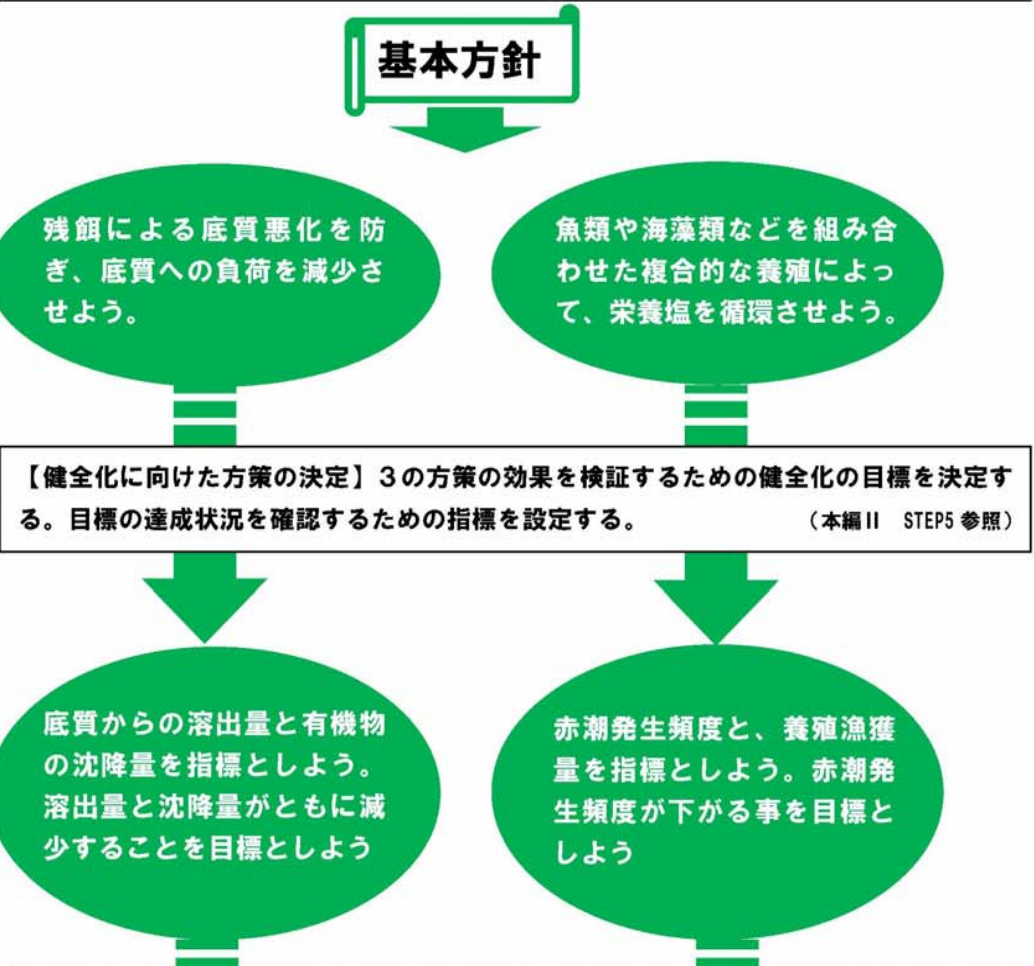 基本方針
残餌による底質悪化を防
ぎ、底質への負荷を減少さ
せよう。
魚類や海藻類などを組み合
わせた複合的な養殖によっ
て、栄養塩を循環させよう。
【健全化に向けた方策の決定】３の方策の効果を検証するための健全化の目標を決定す
る。目標の達成状況を確認するための指標を設定する。 （本編Ⅱ STEP5 参照）
底質からの溶出量と有機物
の沈降量を指標としよう。
溶出量と沈降量がともに減
少することを目標としよう
赤潮発生頻度と、養殖漁獲
量を指標としよう。赤潮発
生頻度が下がる事を目標と
しよう